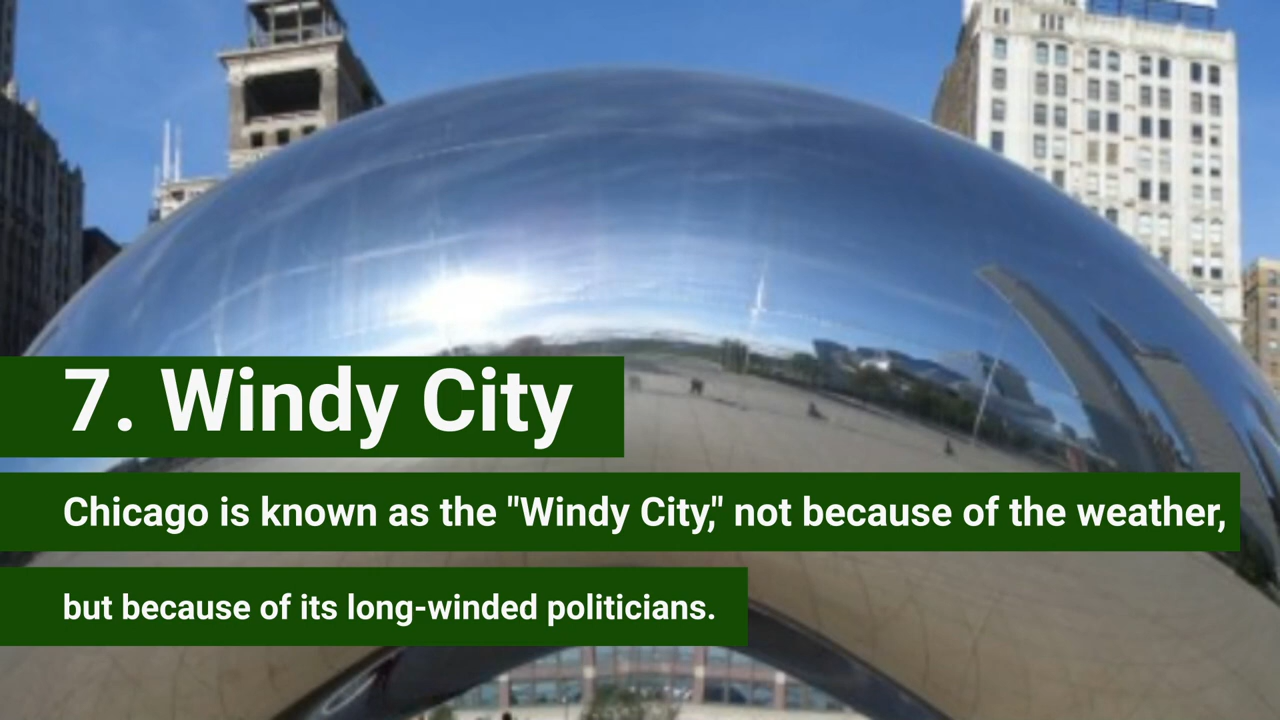 7. Windy City
Chicago is known as the "Windy City," not because of the weather,
but because of its long-winded politicians.